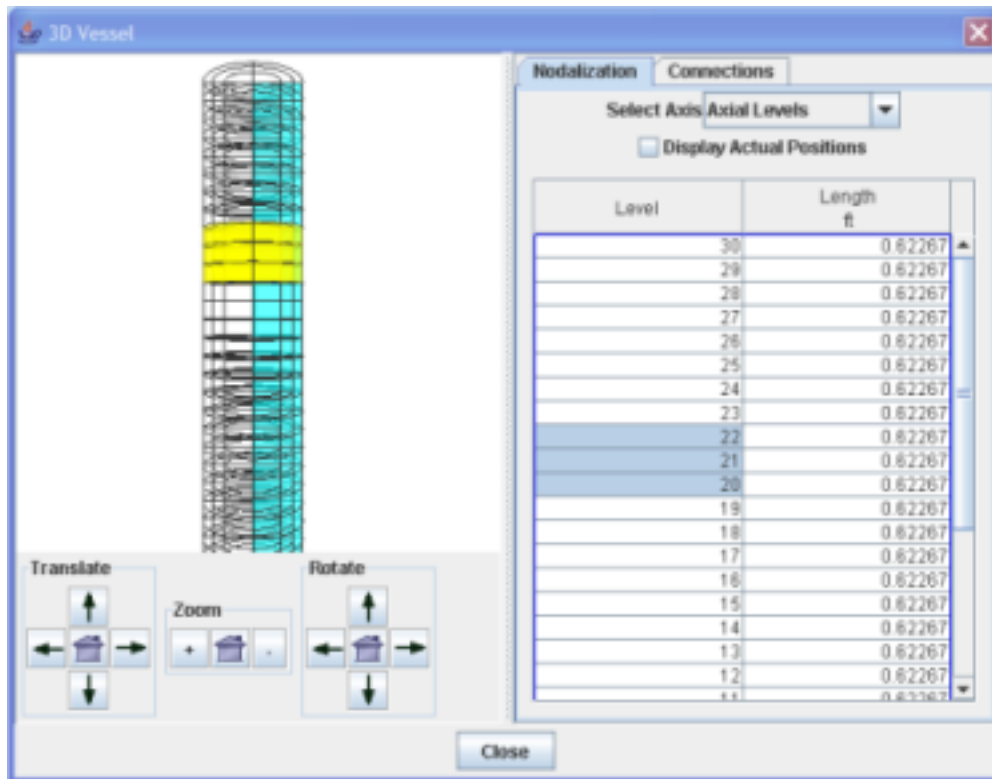 3D Vessel
Nodalization Connections
Select Axis Axial Levels
Display Actual Positions
Level Length
ft
30 0.62267
29 0.62267
28 0.62267
27 0.62267
26 0.62267
25 0.62267
24 0.62267
23 0.62267
22 0.62267
21 0.62267
20 0.62267
19 0.62267
18 0.62267
17 0.62267
16 0.62267
15 0.62267
14 0.62267
13 0.62267
12 0.62267
11 0.62267
Translate Zoom Rotate
+ -
Close